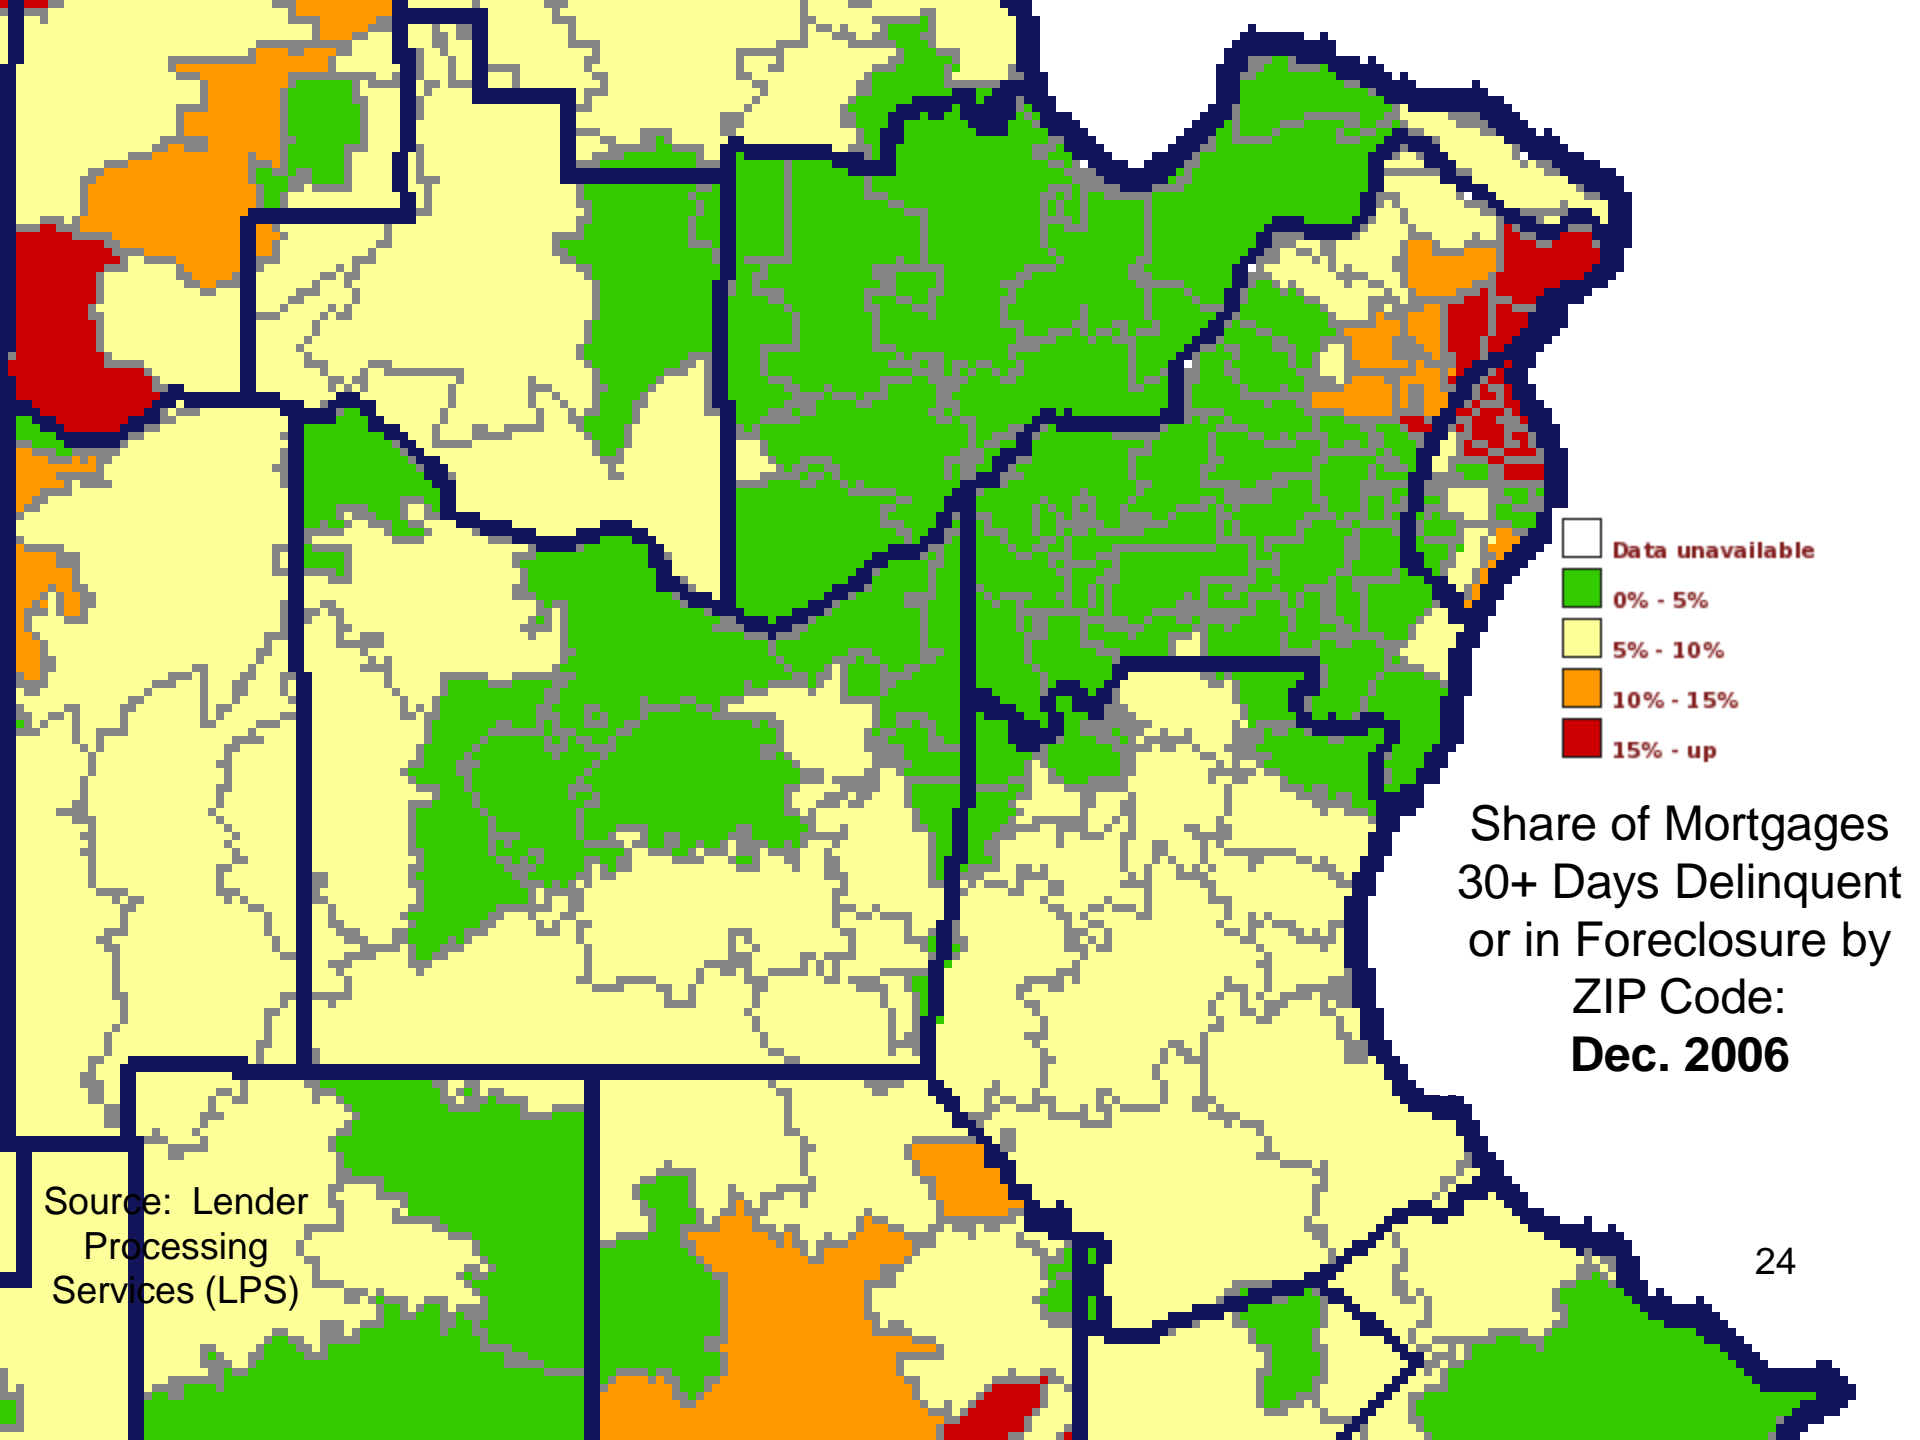 Data unavailable
0% - 5%
5% - 10%
10% - 15%
15% - up
Share of Mortgages
30+ Days Delinquent
or in Foreclosure by
ZIP Code:
Dec. 2006
Source:  Lender
Processing
Services (LPS)
24